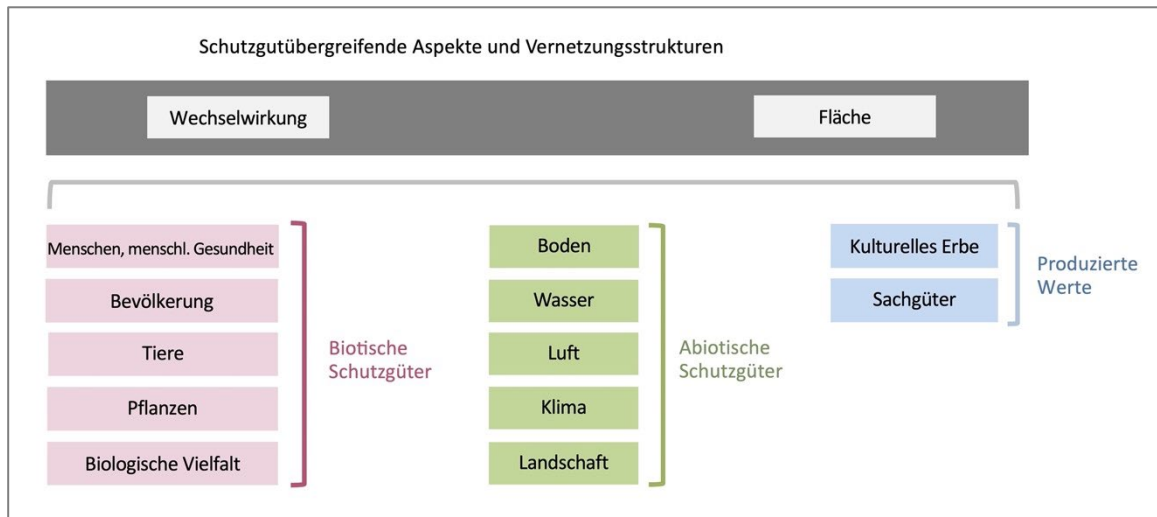 Schutzgutübergreifende Aspekte und Vernetzungsstrukturen
Wechselwirkung
Fläche
Menschen, menschl. Gesundheit
Bevölkerung
Tiere
Pflanzen
Biologische Vielfalt
Biotische
Schutzgüter
Boden
Wasser
Luft
Klima
Landschaft
Abiotische
Schutzgüter
Kulturelles Erbe
Sachgüter
Produzierte
Werte